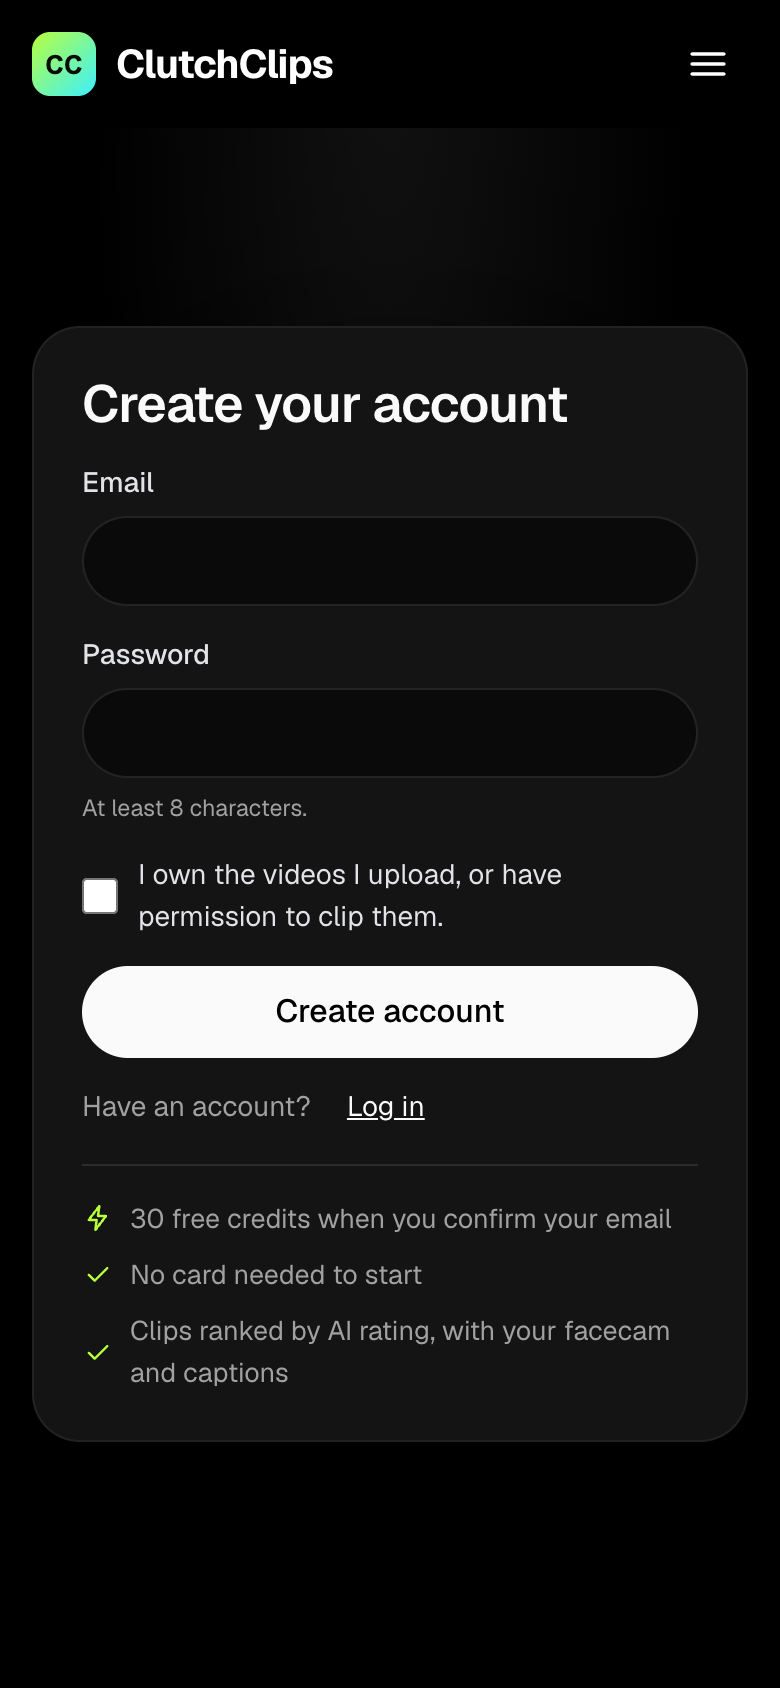 CC ClutchClips
Create your account
Email
Password
At least 8 characters.
I own the videos I upload, or have
permission to clip them.
Create account
Have an account? Log in
30 free credits when you confirm your email
No card needed to start
Clips ranked by AI rating, with your facecam
and captions